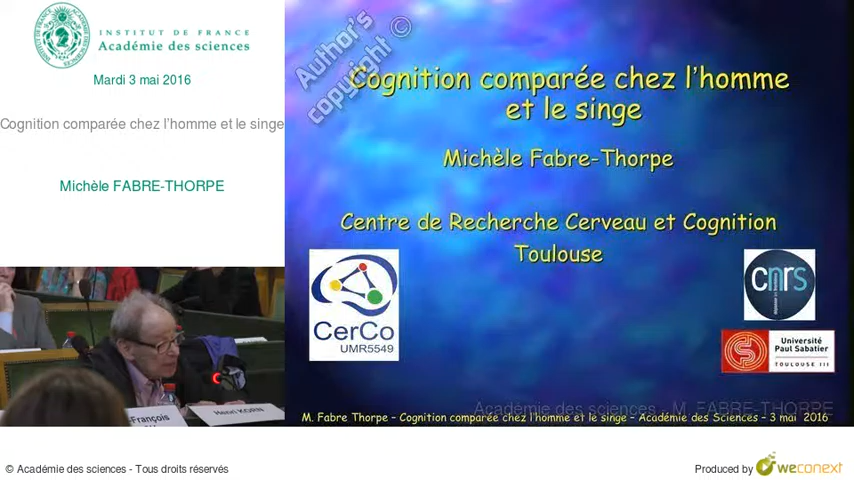 INSTITUT DE FRANCE
Académie des sciences
Mardi 3 mai 2016
Cognition comparée chez l'homme et le singe
Michèle FABRE-THORPE
Author's
copyright ©
Cognition comparée chez l'homme
et le singe
Michèle Fabre-Thorpe
Centre de Recherche Cerveau et Cognition
Toulouse
CerCo
UMR5549
cnrs
Université
Paul Sabatier
TOULOUSE III
-François
Henri KORN
Académie des sciences - M. FABRE-THORPE
M. Fabre Thorpe – Cognition comparée chez l'homme et le singe – Académie des Sciences – 3 mai 2016
© Académie des sciences - Tous droits réservés
Produced by weconext